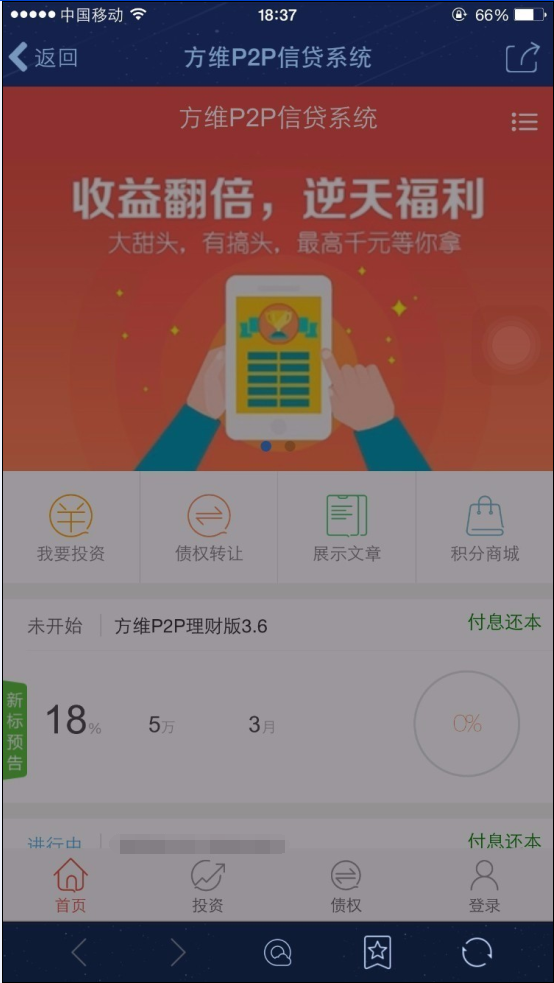 中国移动 18:37 66%
返回 方维P2P信贷系统
方维P2P信贷系统
收益翻倍，逆天福利
大甜头，有搞头，最高千元等你拿
我要投资 债权转让 展示文章 积分商城
未开始 方维P2P理财版3.6 付息还本
新标预告
18% 5万 3月 0%
进行中 付息还本
首页 投资 债权 登录